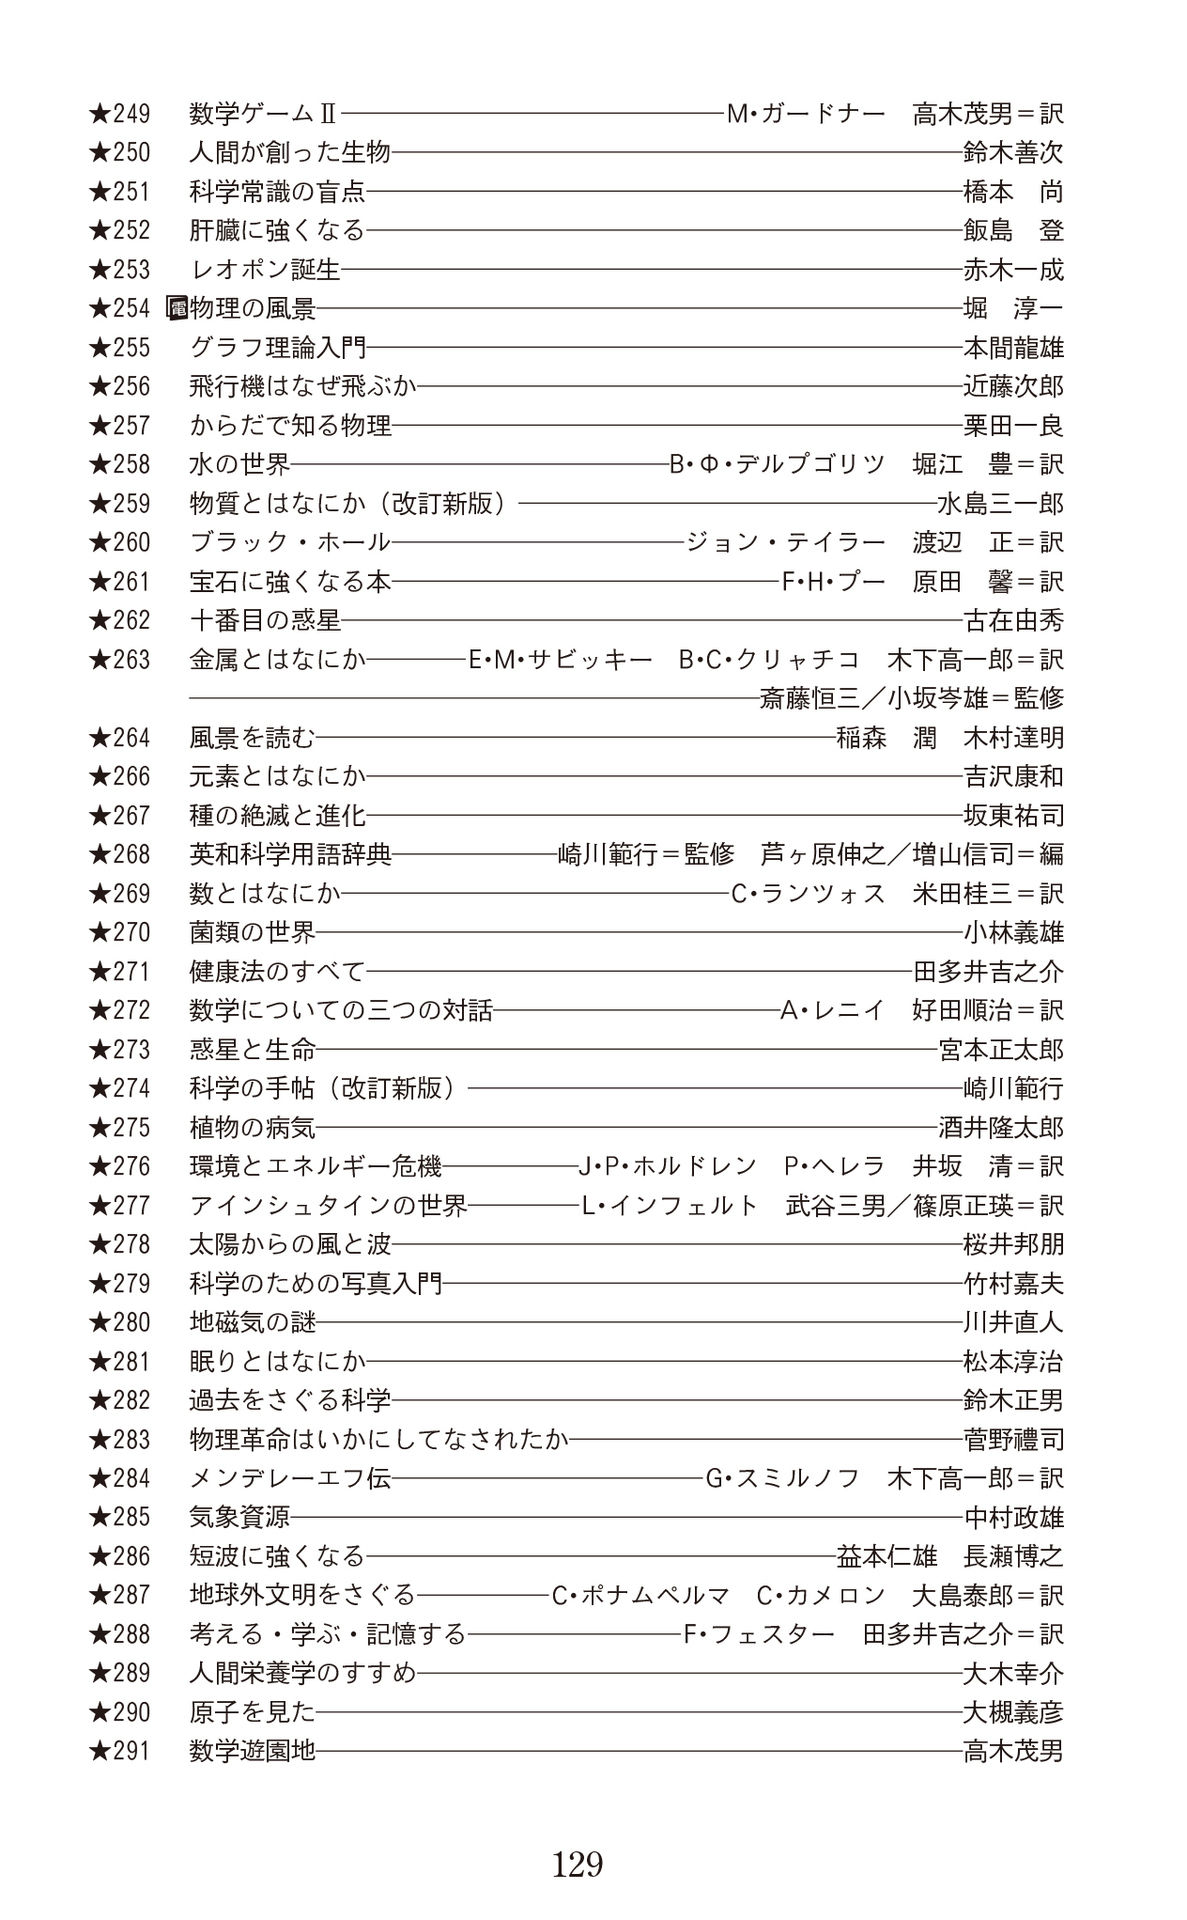 ★249 数学ゲームⅡ――M・ガードナー 高木茂男＝訳
★250 人間が創った生物――鈴木善次
★251 科学常識の盲点――橋本 尚
★252 肝臓に強くなる――飯島 登
★253 レオポン誕生――赤木一成
★254 電 物理の風景――堀 淳一
★255 グラフ理論入門――本間龍雄
★256 飛行機はなぜ飛ぶか――近藤次郎
★257 からだで知る物理――栗田一良
★258 水の世界――B・Φ・デルプゴリツ 堀江 豊＝訳
★259 物質とはなにか（改訂新版）――水島三一郎
★260 ブラック・ホール――ジョン・テイラー 渡辺 正＝訳
★261 宝石に強くなる本――F・H・プー 原田 馨＝訳
★262 十番目の惑星――古在由秀
★263 金属とはなにか――E・M・サビッキー B・C・クリャチコ 木下高一郎＝訳
――斎藤恒三／小坂岑雄＝監修
★264 風景を読む――稲森 潤 木村達明
★266 元素とはなにか――吉沢康和
★267 種の絶滅と進化――坂東祐司
★268 英和科学用語辞典――崎川範行＝監修 芦ヶ原伸之／増山信司＝編
★269 数とはなにか――C・ランツォス 米田桂三＝訳
★270 菌類の世界――小林義雄
★271 健康法のすべて――田多井吉之介
★272 数学についての三つの対話――A・レニイ 好田順治＝訳
★273 惑星と生命――宮本正太郎
★274 科学の手帖（改訂新版）――崎川範行
★275 植物の病気――酒井隆太郎
★276 環境とエネルギー危機――J・P・ホルドレン P・ヘレラ 井坂 清＝訳
★277 アインシュタインの世界――L・インフェルト 武谷三男／篠原正瑛＝訳
★278 太陽からの風と波――桜井邦朋
★279 科学のための写真入門――竹村嘉夫
★280 地磁気の謎――川井直人
★281 眠りとはなにか――松本淳治
★282 過去をさぐる科学――鈴木正男
★283 物理革命はいかにしてなされたか――菅野禮司
★284 メンデレーエフ伝――G・スミルノフ 木下高一郎＝訳
★285 気象資源――中村政雄
★286 短波に強くなる――益本仁雄 長瀬博之
★287 地球外文明をさぐる――C・ポナムペルマ C・カメロン 大島泰郎＝訳
★288 考える・学ぶ・記憶する――F・フェスター 田多井吉之介＝訳
★289 人間栄養学のすすめ――大木幸介
★290 原子を見た――大槻義彦
★291 数学遊園地――高木茂男
129